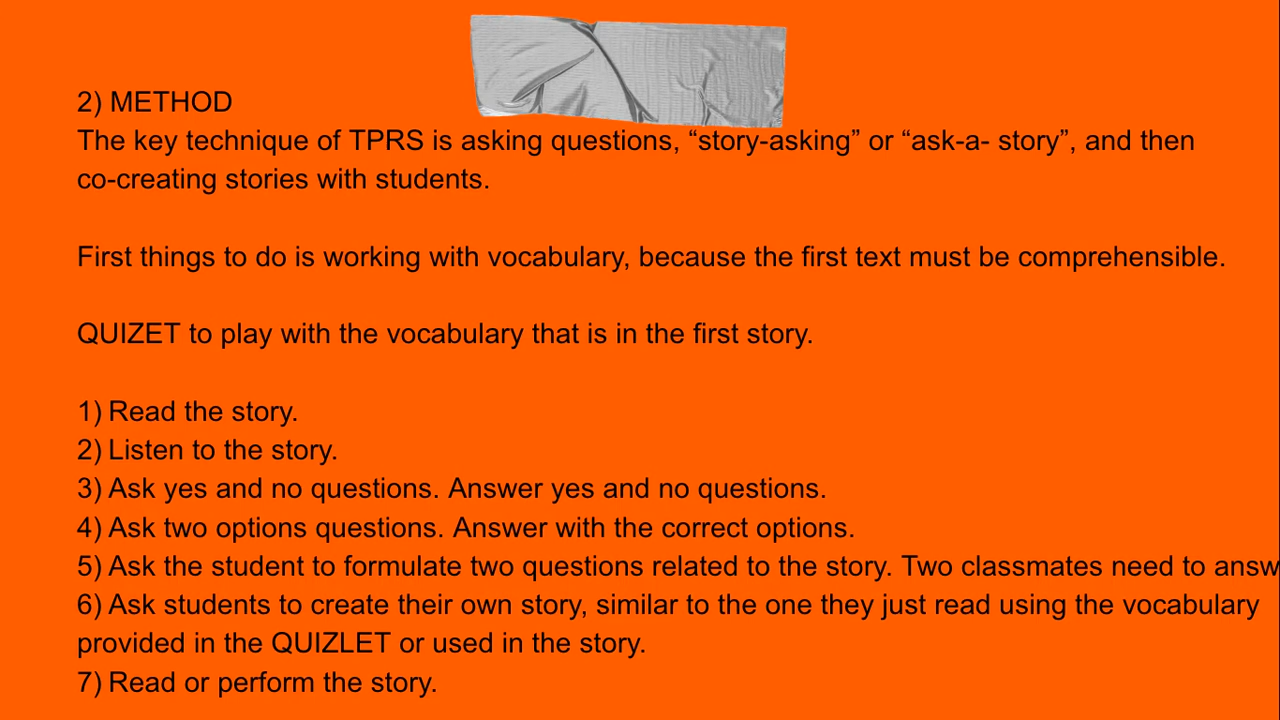 2) METHOD
The key technique of TPRS is asking questions, “story-asking” or “ask-a- story”, and then
co-creating stories with students.
First things to do is working with vocabulary, because the first text must be comprehensible.
QUIZET to play with the vocabulary that is in the first story.
1) Read the story.
2) Listen to the story.
3) Ask yes and no questions. Answer yes and no questions.
4) Ask two options questions. Answer with the correct options.
5) Ask the student to formulate two questions related to the story. Two classmates need to answ
6) Ask students to create their own story, similar to the one they just read using the vocabulary
provided in the QUIZLET or used in the story.
7) Read or perform the story.